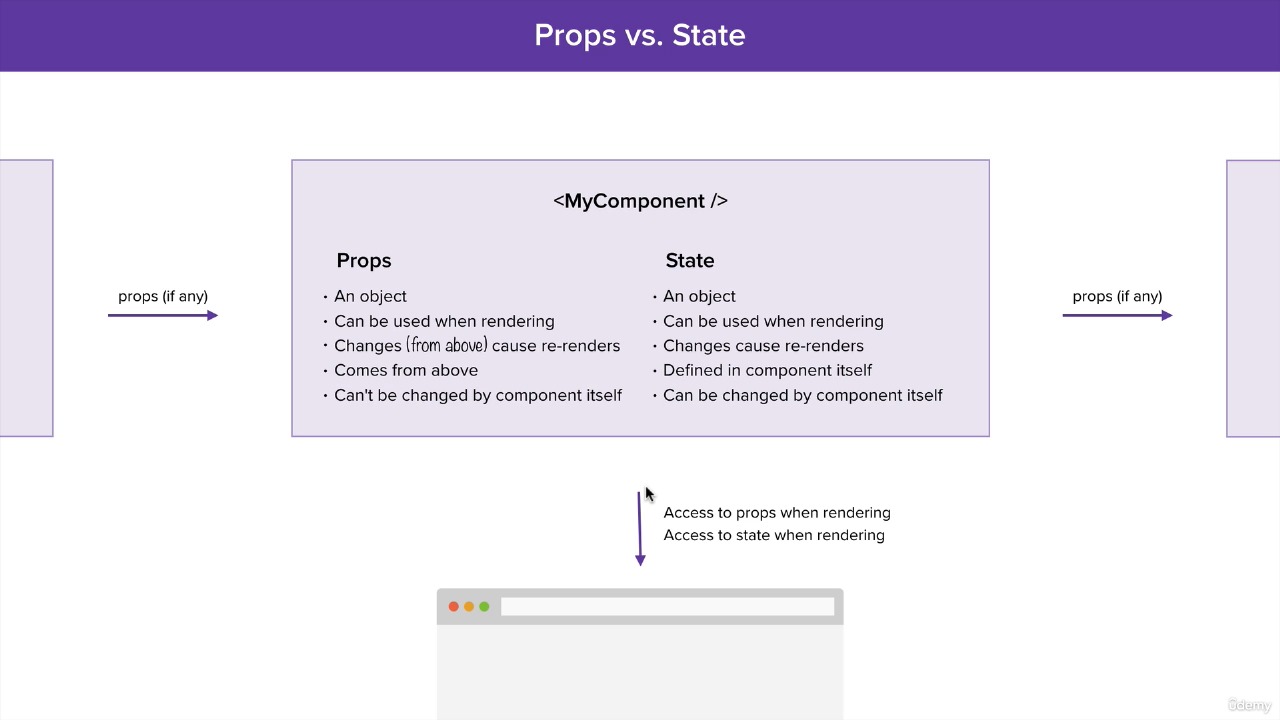 Props vs. State
<MyComponent />
Props
• An object
• Can be used when rendering
• Changes (from above) cause re-renders
• Comes from above
• Can't be changed by component itself
State
• An object
• Can be used when rendering
• Changes cause re-renders
• Defined in component itself
• Can be changed by component itself
props (if any)
props (if any)
Access to props when rendering
Access to state when rendering
ûdemy